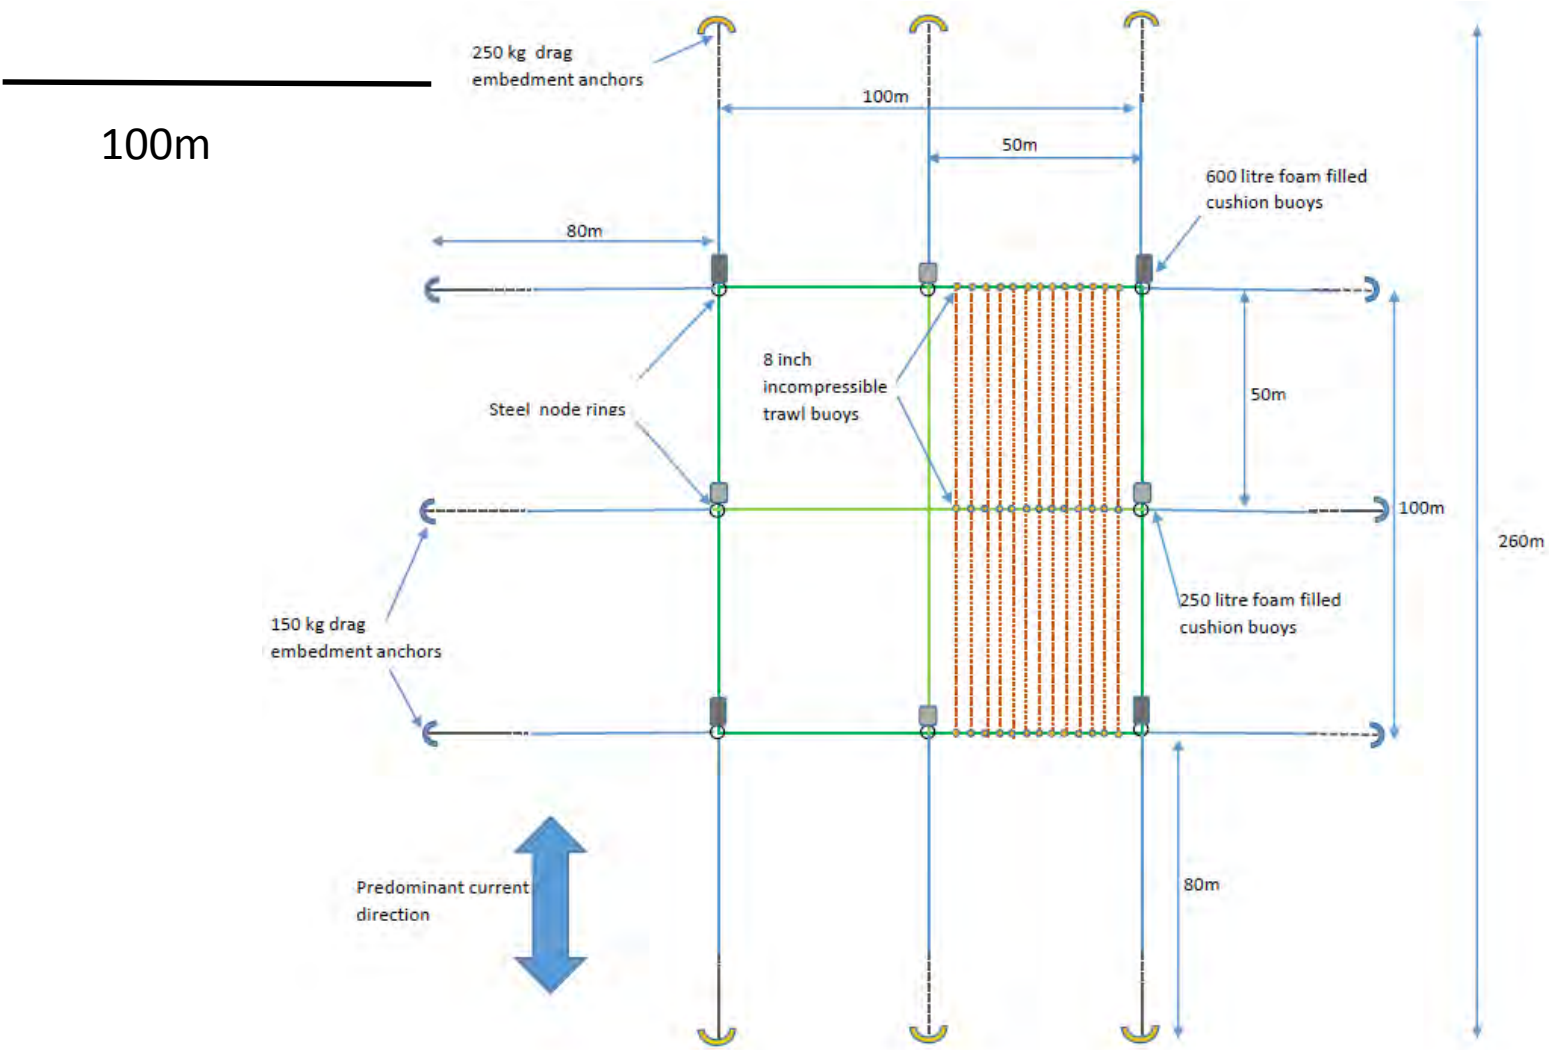 250 kg drag
embedment anchors
100m
100m
50m
600 litre foam filled
cushion buoys
80m
8 inch
incompressible
trawl buoys
50m
Steel node rings
100m
260m
250 litre foam filled
cushion buoys
150 kg drag
embedment anchors
Predominant current
direction
80m